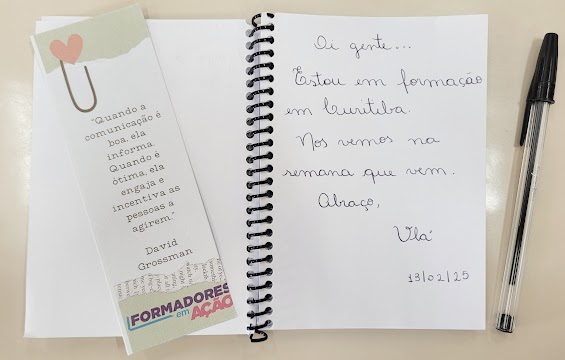 "Quando a
comunicação é
boa, ela
informa.
Quando é
ótima, ela
engaja e
incentiva as
pessoas a
agirem."
David
Grossman
FORMADORES
em AÇÃO
Oi gente...
Estou em formação
em Curitiba.
Nos vemos na
semana que vem.
Abraço,
Vlá
13/02/25